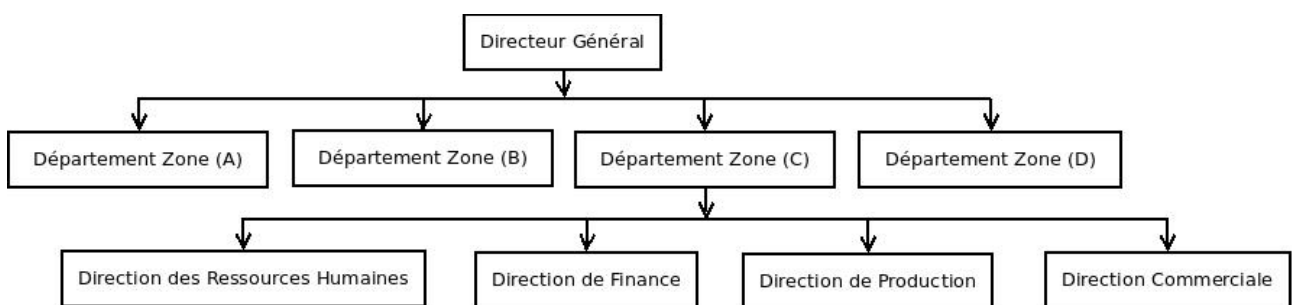 Directeur Général
Département Zone (A)
Département Zone (B)
Département Zone (C)
Département Zone (D)
Direction des Ressources Humaines
Direction de Finance
Direction de Production
Direction Commerciale